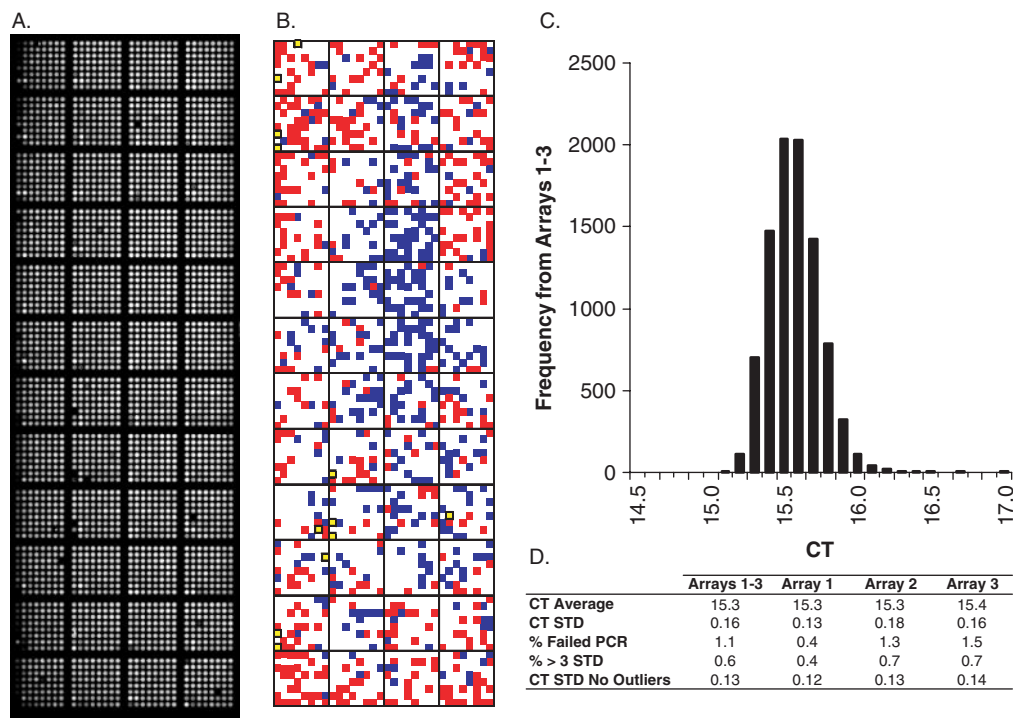 A.
B.
C.
Frequency from Arrays 1-3
2500
2000
1500
1000
500
0
14.5
15.0
15.5
16.0
16.5
17.0
CT
D.
Arrays 1-3 Array 1 Array 2 Array 3
CT Average 15.3 15.3 15.3 15.4
CT STD 0.16 0.13 0.18 0.16
% Failed PCR 1.1 0.4 1.3 1.5
% > 3 STD 0.6 0.4 0.7 0.7
CT STD No Outliers 0.13 0.12 0.13 0.14